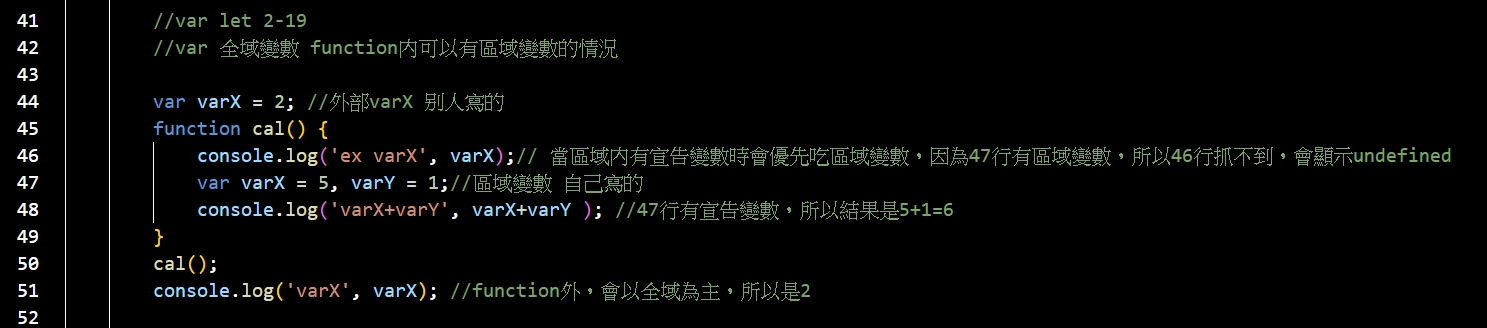 41 //var let 2-19
42 //var 全域變數 function內可以有區域變數的情況
43
44 var varX = 2; //外部varX 別人寫的
45 function cal() {
46 console.log('ex varX', varX);// 當區域內有宣告變數時會優先吃區域變數，因為47行有區域變數，所以46行抓不到，會顯示undefined
47 var varX = 5, varY = 1;//區域變數 自己寫的
48 console.log('varX+varY', varX+varY ); //47行有宣告變數，所以結果是5+1=6
49 }
50 cal();
51 console.log('varX', varX); //function外，會以全域為主，所以是2
52